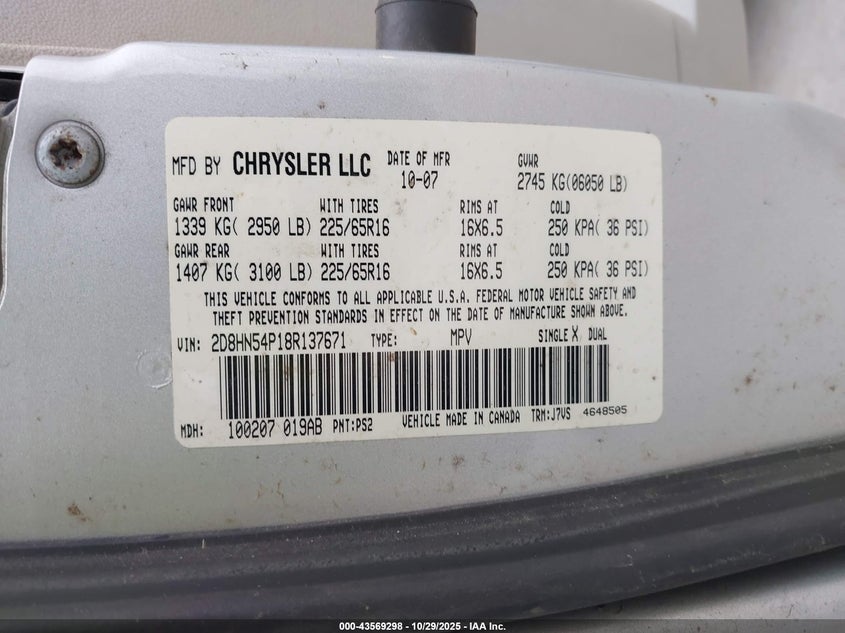 MFD BY CHRYSLER LLC DATE OF MFR GVWR
10-07 2745 KG(06050 LB)
GAWR FRONT WITH TIRES RIMS AT COLD
1339 KG( 2950 LB) 225/65R16 16X6.5 250 KPA( 36 PSI)
GAWR REAR WITH TIRES RIMS AT COLD
1407 KG( 3100 LB) 225/65R16 16X6.5 250 KPA( 36 PSI)
THIS VEHICLE CONFORMS TO ALL APPLICABLE U.S.A. FEDERAL MOTOR VEHICLE SAFETY AND
THEFT PREVENTION STANDARDS IN EFFECT ON THE DATE OF MANUFACTURE SHOWN ABOVE.
VIN: 2D8HN54P18R137671 TYPE: MPV SINGLE X DUAL
MDH: 100207 019AB PNT:PS2 VEHICLE MADE IN CANADA TRM:J7VS 4648505
000-43569298 - 10/29/2025 - IAA Inc.